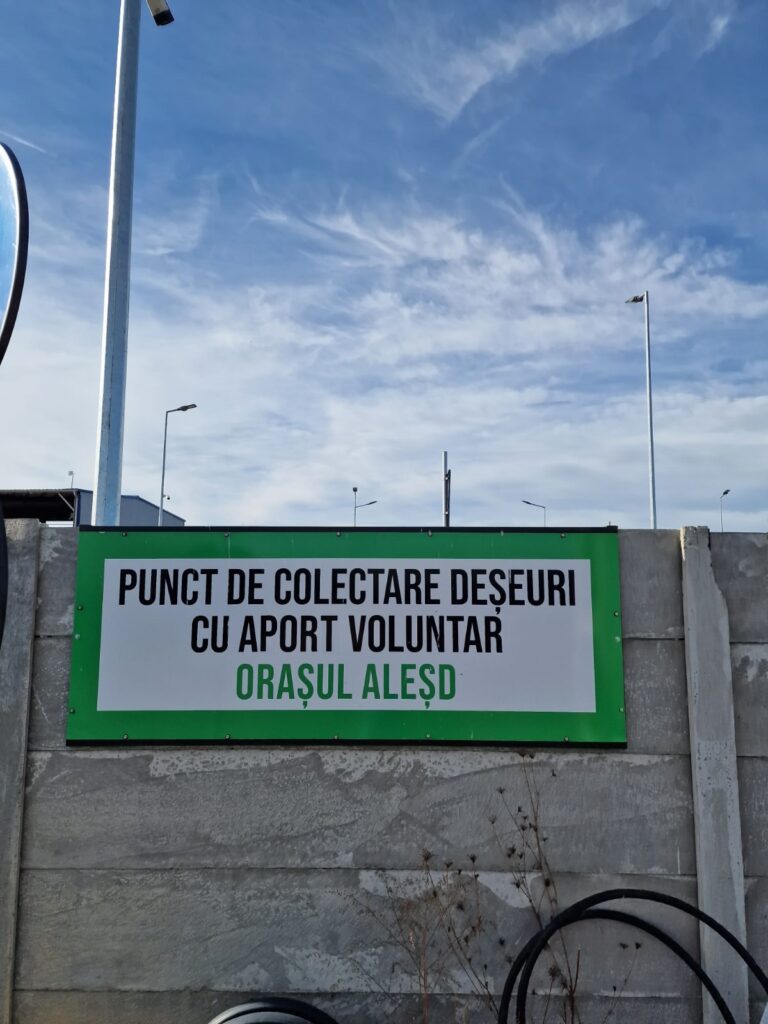 PUNCT DE COLECTARE DEȘEURI
CU APORT VOLUNTAR
ORAȘUL ALEȘD